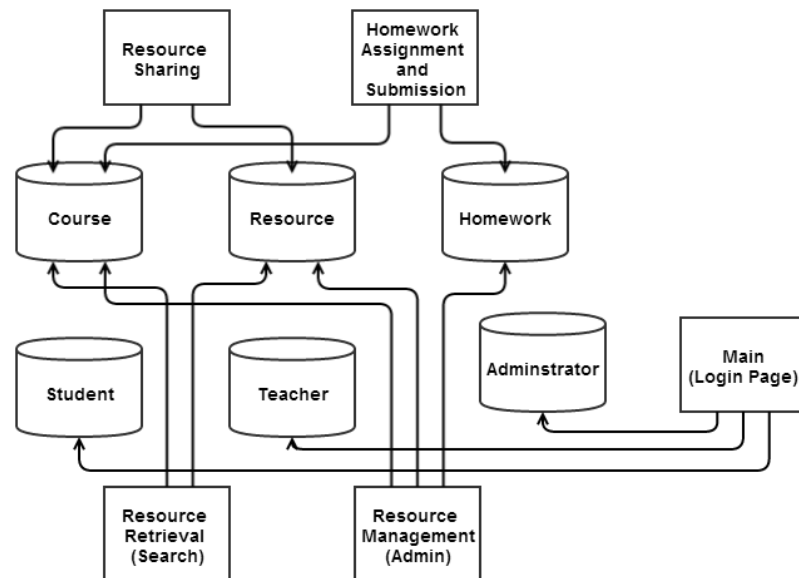 Resource
Sharing
Homework
Assignment
and
Submission
Course
Resource
Homework
Student
Teacher
Adminstrator
Main
(Login Page)
Resource
Retrieval
(Search)
Resource
Management
(Admin)